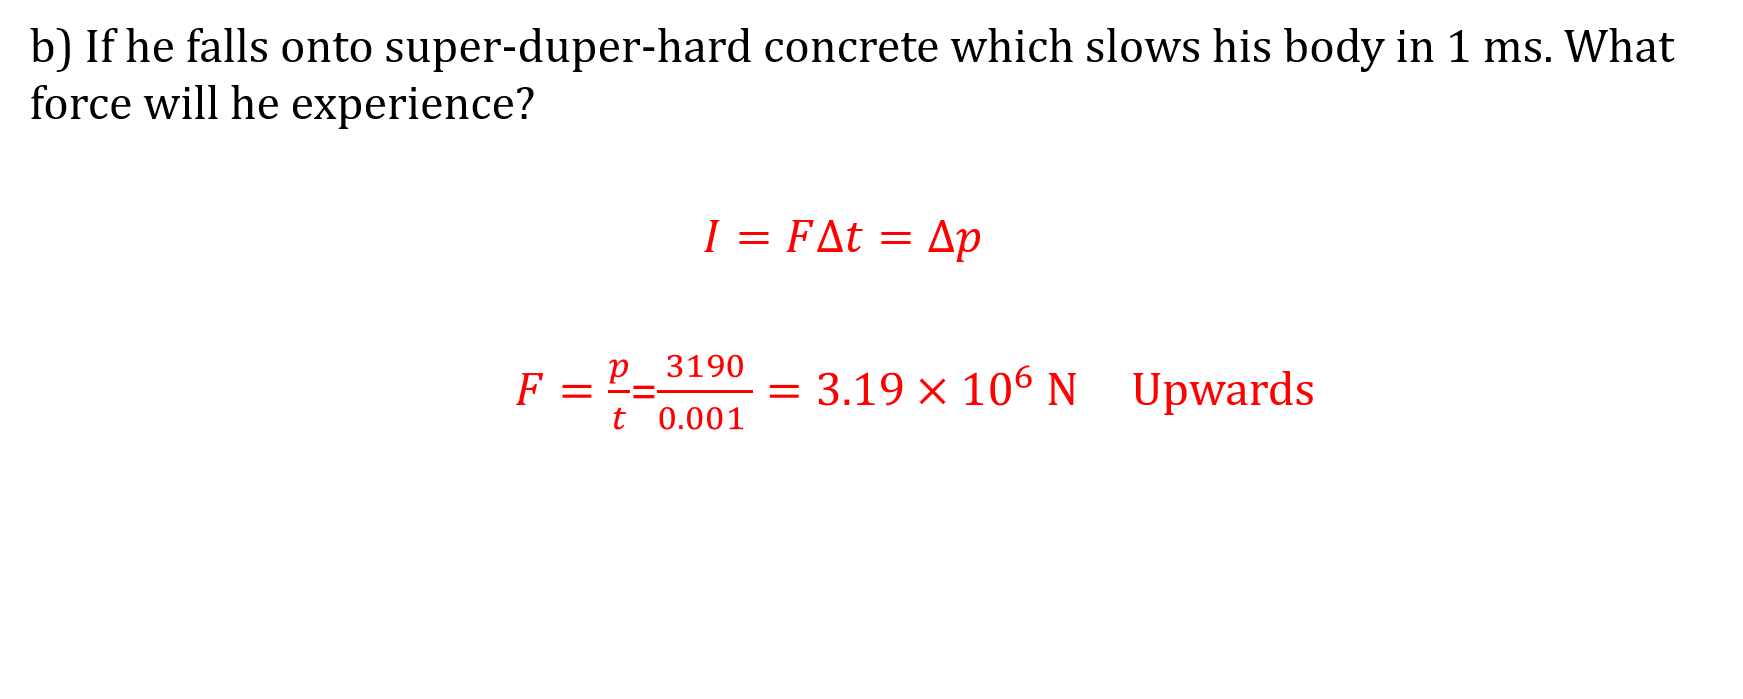 b) If he falls onto super-duper-hard concrete which slows his body in 1 ms. What
force will he experience?
I = FΔt = Δp
F = p/t = 3190/0.001 = 3.19 × 10⁶ N Upwards